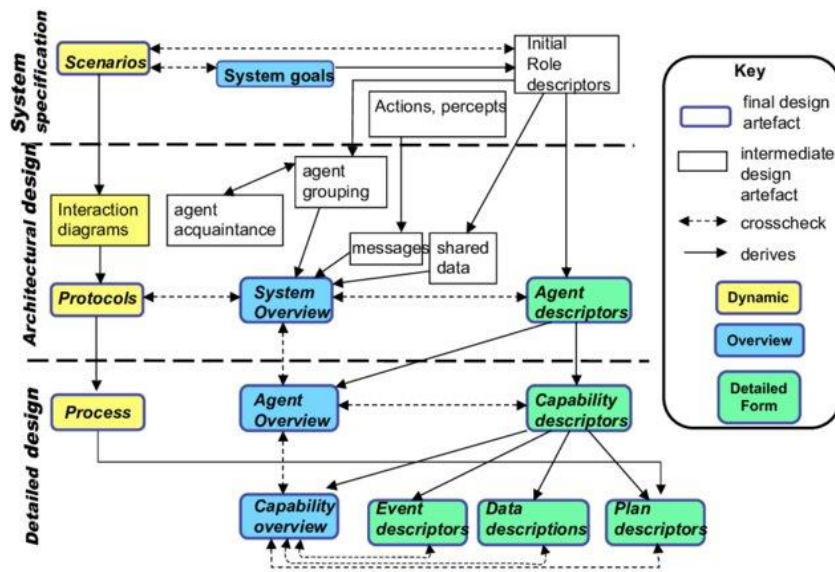 System
specification
Scenarios
System goals
Initial
Role
descriptors
Actions, percepts
Architectural design
agent
grouping
Interaction
diagrams
agent
acquaintance
messages
shared
data
Protocols
System
Overview
Agent
descriptors
Detailed design
Process
Agent
Overview
Capability
descriptors
Capability
overview
Event
descriptors
Data
descriptions
Plan
descriptors
Key
final design
artefact
intermediate
design
artefact
crosscheck
derives
Dynamic
Overview
Detailed
Form